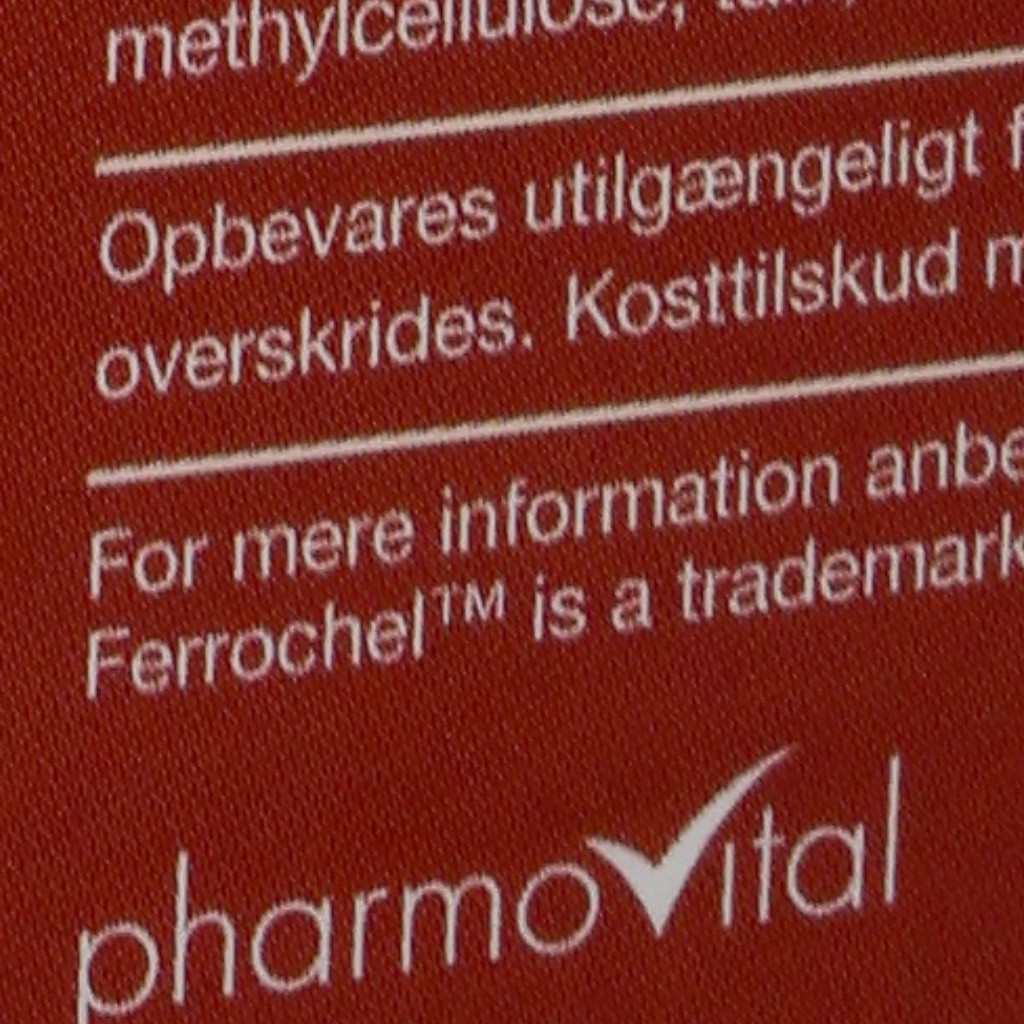 methylcellulose,
Opbevares utilgængeligt
overskrides. Kosttilskud
For mere information
Ferrochel™ is a trademark
pharmovital